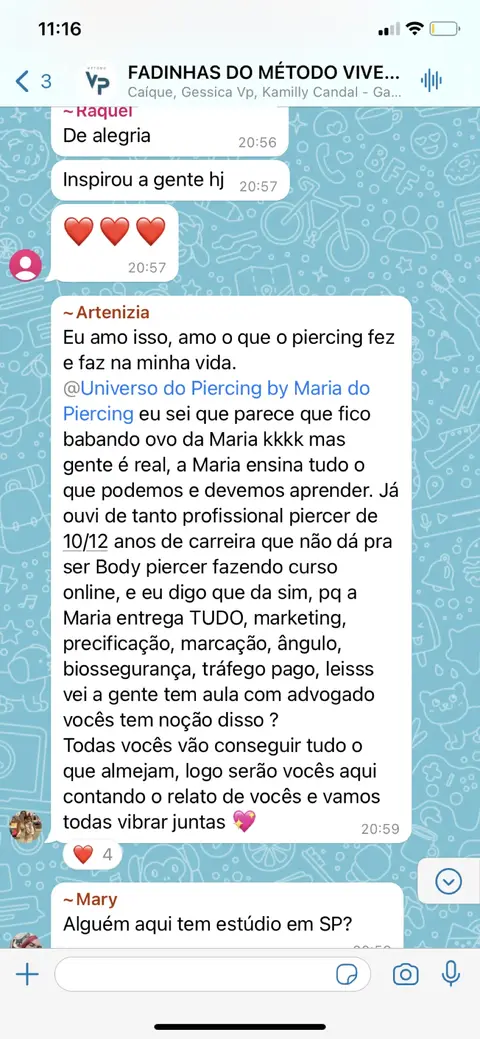 11:16
3
MÉTODO
VP
FADINHAS DO MÉTODO VIVE...
Caíque, Gessica Vp, Kamilly Candal - Ga...
~Raquel
De alegria
20:56
Inspirou a gente hj
20:57
20:57
~Artenizia
Eu amo isso, amo o que o piercing fez
e faz na minha vida.
@Universo do Piercing by Maria do
Piercing eu sei que parece que fico
babando ovo da Maria kkkk mas
gente é real, a Maria ensina tudo o
que podemos e devemos aprender. Já
ouvi de tanto profissional piercer de
10/12 anos de carreira que não dá pra
ser Body piercer fazendo curso
online, e eu digo que da sim, pq a
Maria entrega TUDO, marketing,
precificação, marcação, ângulo,
biossegurança, tráfego pago, leisss
vei a gente tem aula com advogado
vocês tem noção disso ?
Todas vocês vão conseguir tudo o
que almejam, logo serão vocês aqui
contando o relato de vocês e vamos
todas vibrar juntas 💖
20:59
❤️ 4
~Mary
Alguém aqui tem estúdio em SP?